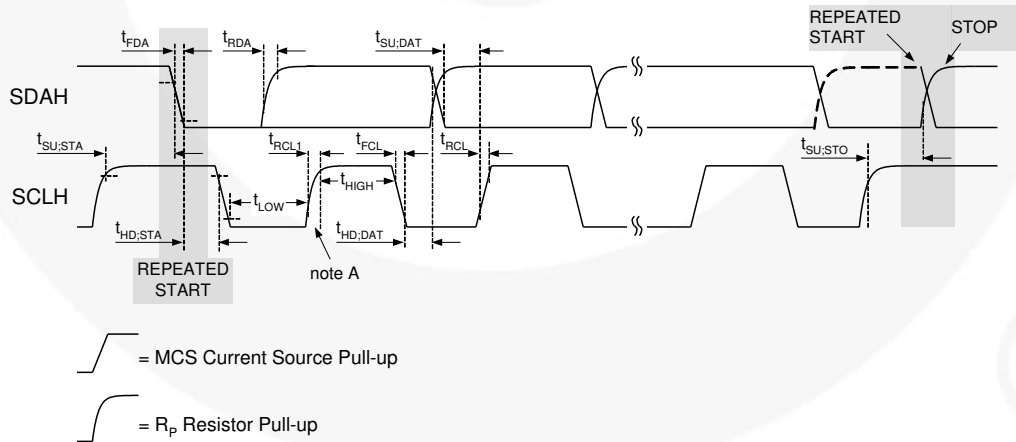 REPEATED
START
STOP
tFDA
tRDA
tSU;DAT
SDAH
tSU;STA
tRCL1
tFCL
tRCL
tSU;STO
tHIGH
SCLH
tLOW
tHD;STA
tHD;DAT
REPEATED
START
note A
= MCS Current Source Pull-up
= RP Resistor Pull-up